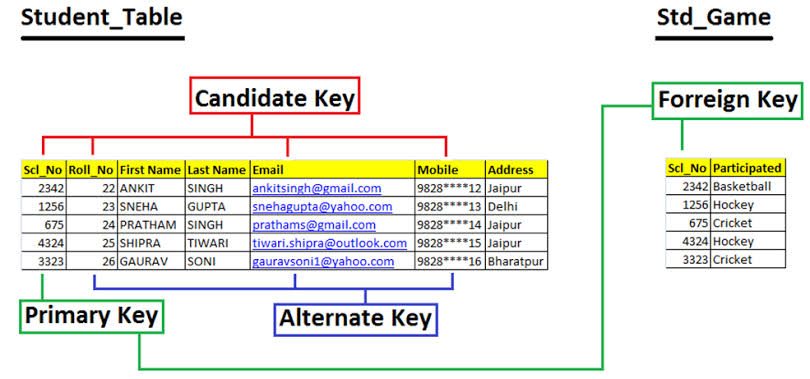 Student_Table
Std_Game
Candidate Key
Forreign Key
Scl_No Roll_No First Name Last Name Email Mobile Address
2342 22 ANKIT SINGH ankitsingh@gmail.com 9828****12 Jaipur
1256 23 SNEHA GUPTA snehagupta@yahoo.com 9828****13 Delhi
675 24 PRATHAM SINGH prathams@gmail.com 9828****14 Jaipur
4324 25 SHIPRA TIWARI tiwari.shipra@outlook.com 9828****15 Jaipur
3323 26 GAURAV SONI gauravsoni1@yahoo.com 9828****16 Bharatpur
Scl_No Participated
2342 Basketball
1256 Hockey
675 Cricket
4324 Hockey
3323 Cricket
Primary Key
Alternate Key